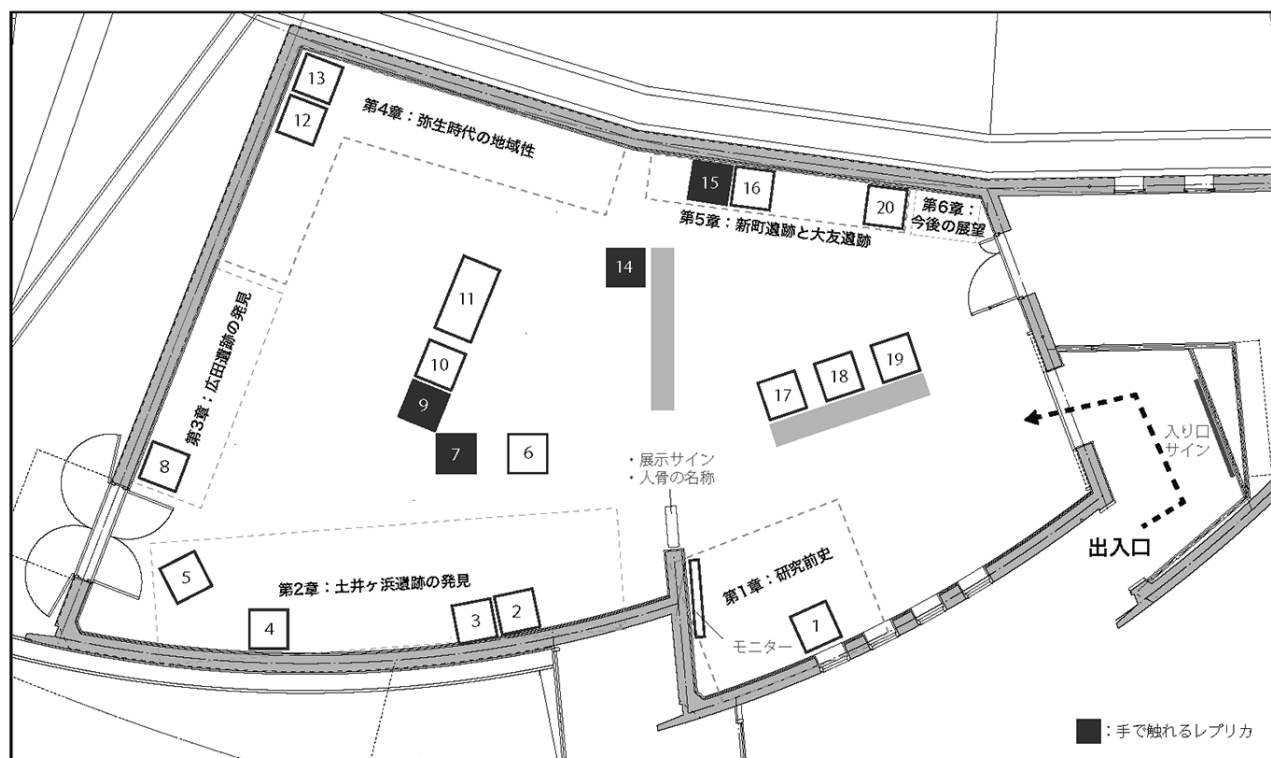 13
12
第4章：弥生時代の地域性
15
16
20
第6章：
今後の展望
第5章：新町遺跡と大友遺跡
14
11
10
9
第3章：広田遺跡の発見
8
7
6
17
18
19
入り口
サイン
出入口
・展示サイン
・人骨の名称
5
第2章：土井ヶ浜遺跡の発見
4
3
2
第1章：研究前史
1
モニター
：手で触れるレプリカ